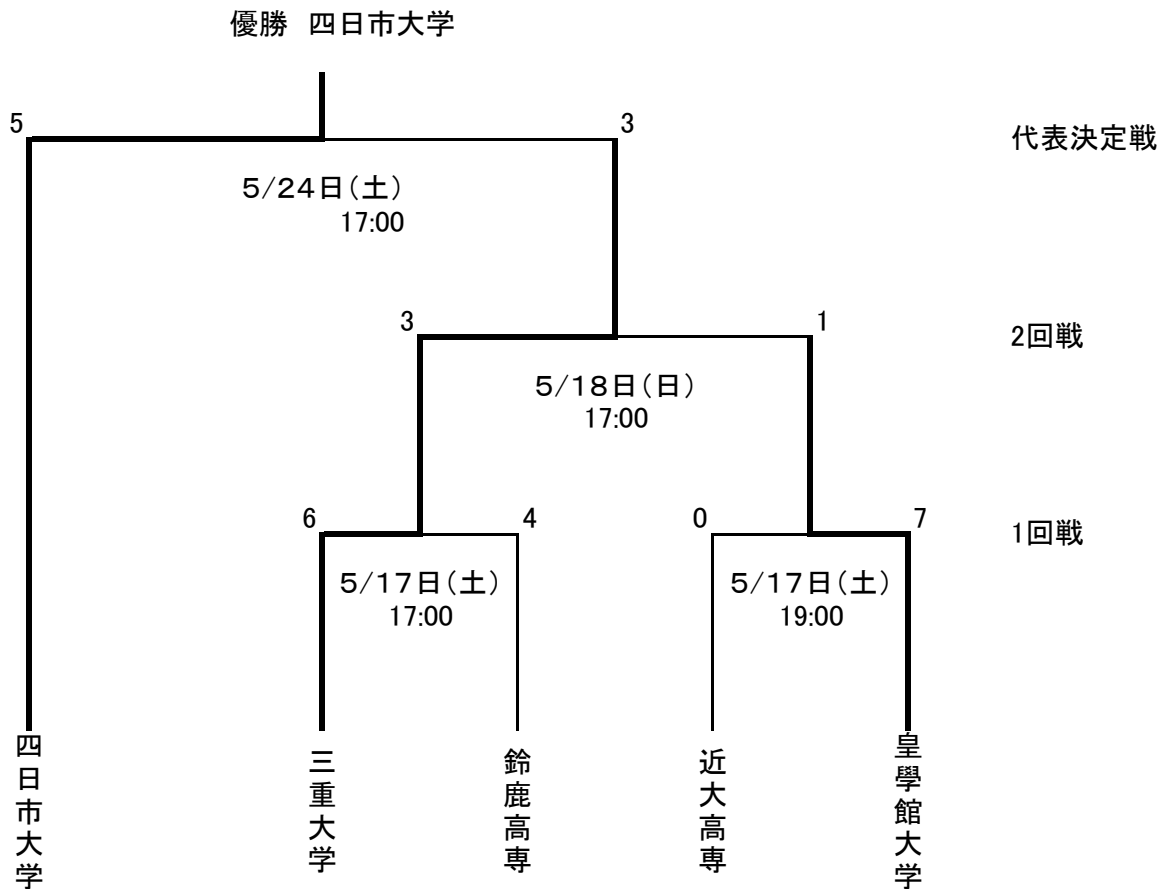 優勝 四日市大学
5
3
代表決定戦
5/24日(土)
17:00
3
1
2回戦
5/18日(日)
17:00
6
4
0
7
1回戦
5/17日(土)
17:00
5/17日(土)
19:00
四日市大学
三重大学
鈴鹿高専
近大高専
皇學館大学